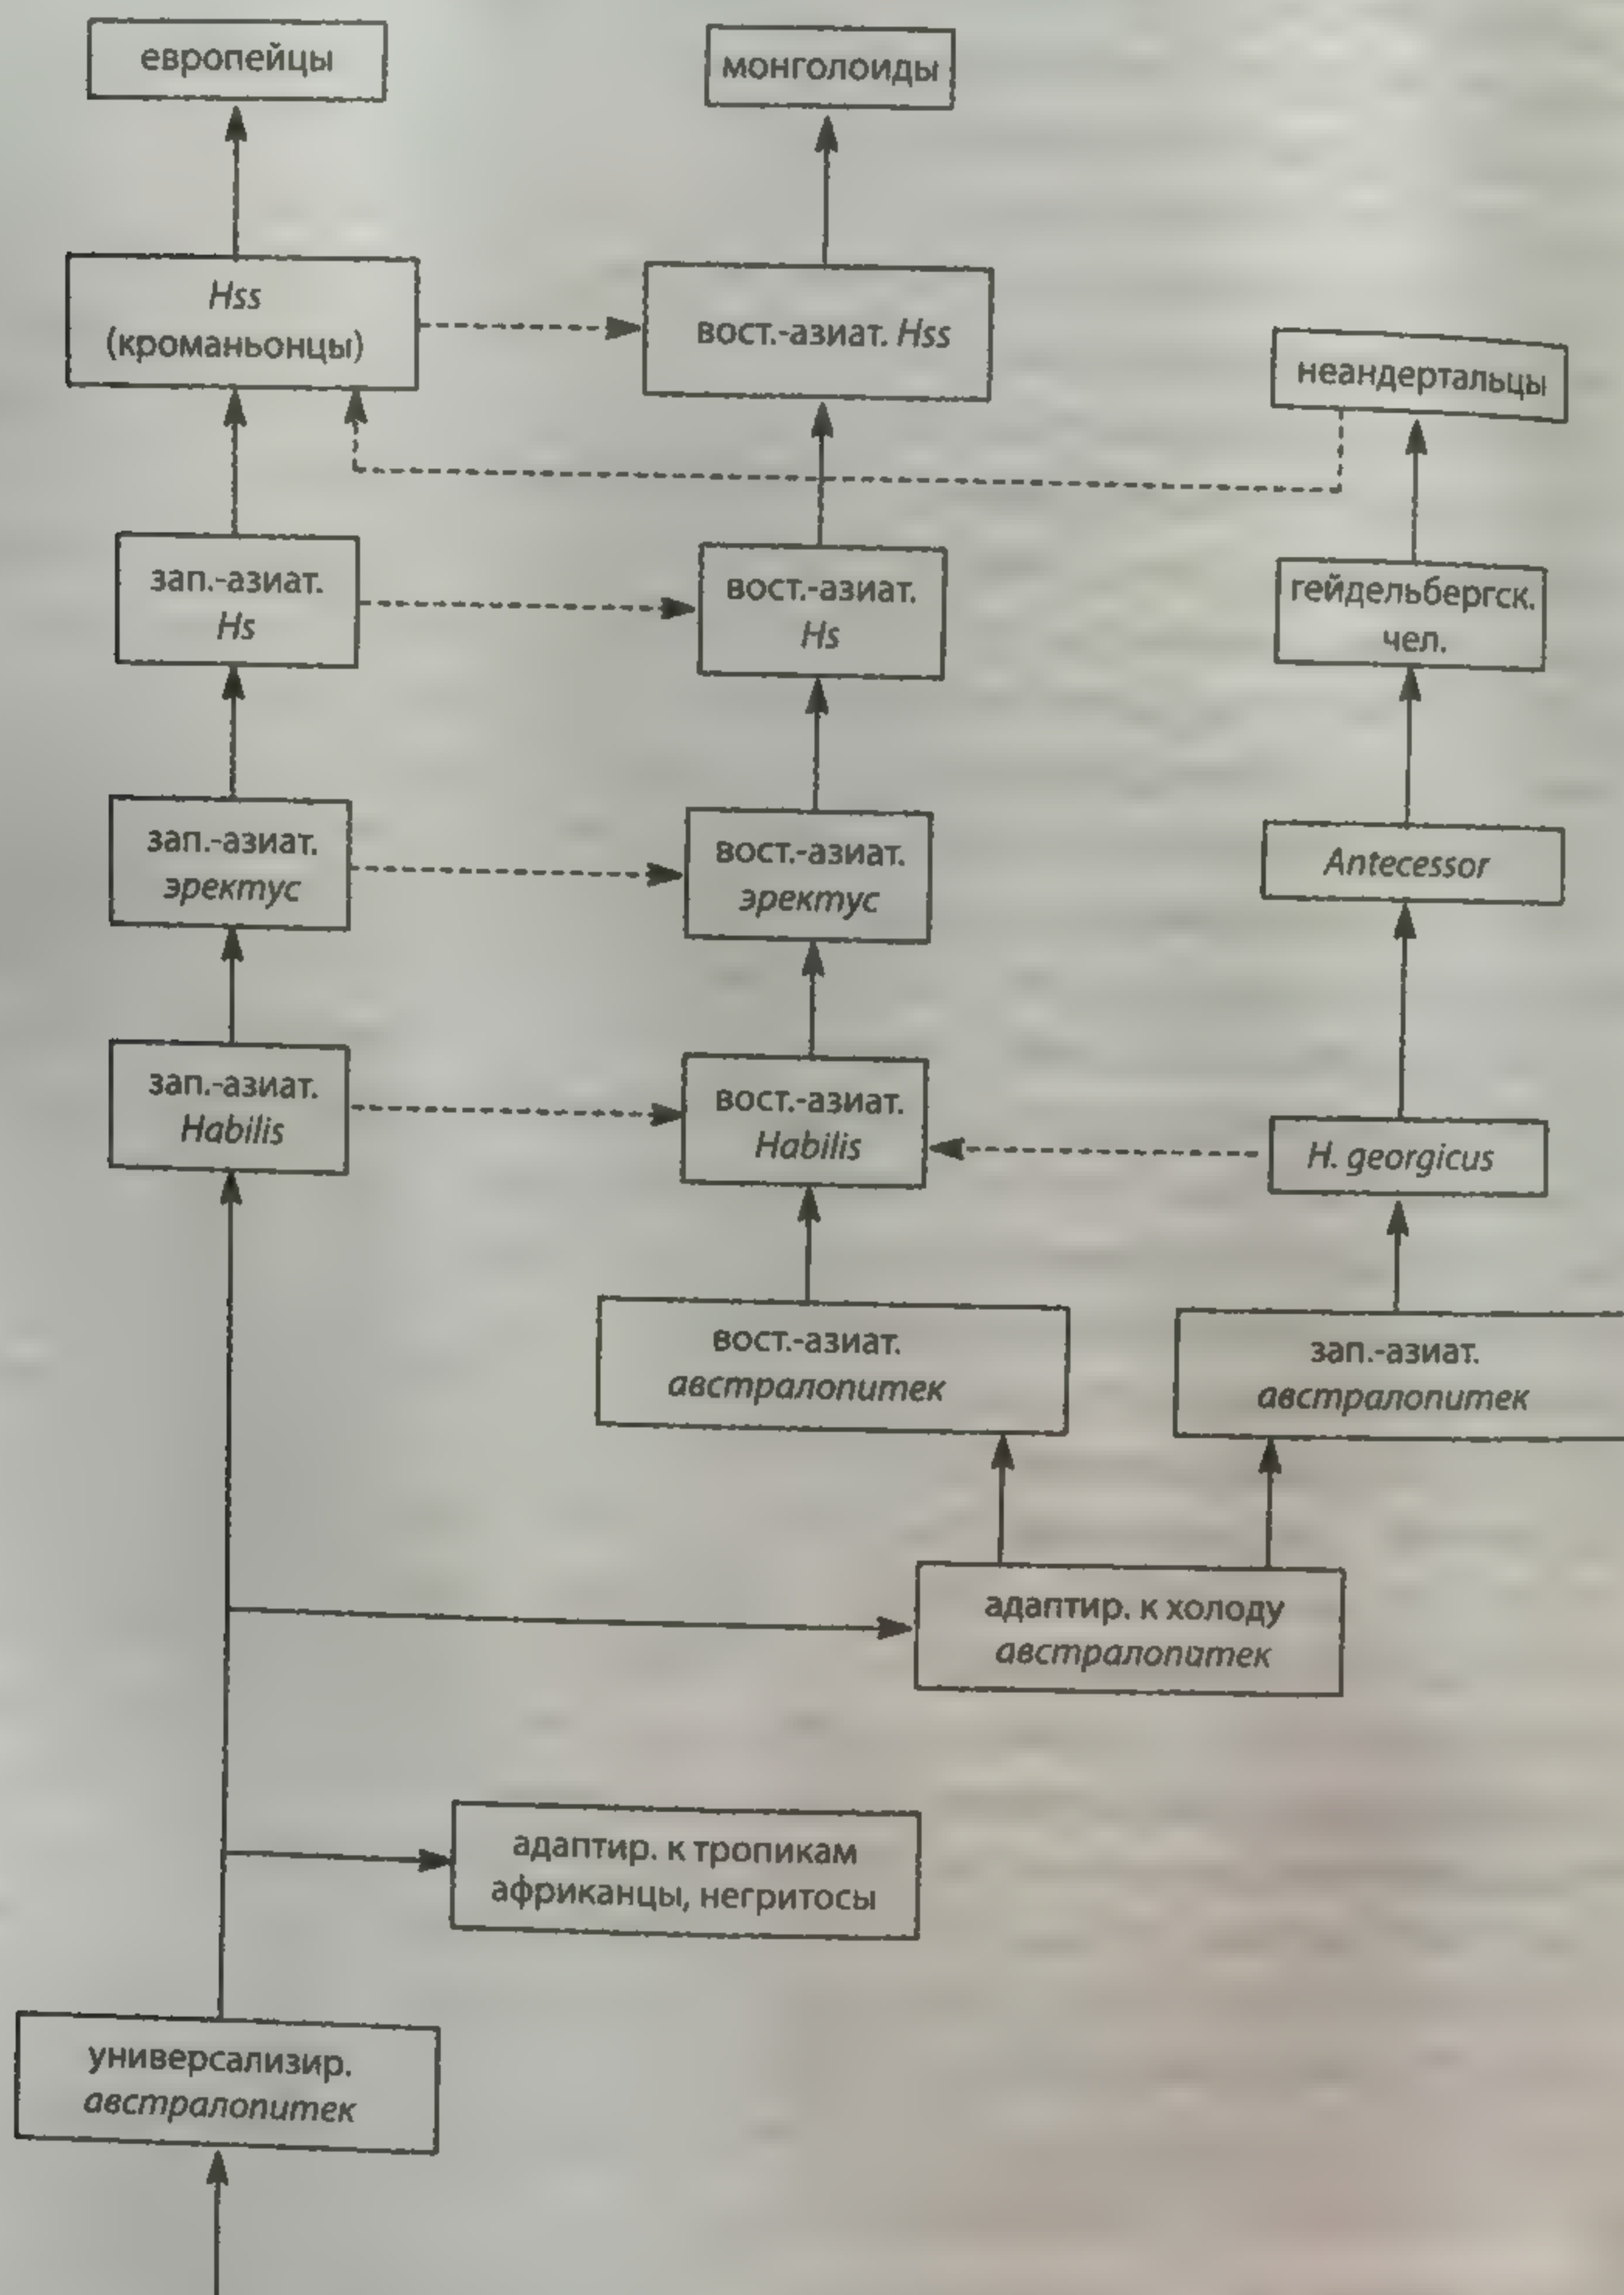 европейцы
монголоиды
Hss
(кроманьонцы)
вост.-азиат. Hss
неандертальцы
зап.-азиат.
Hs
вост.-азиат.
Hs
гейдельбергск.
чел.
зап.-азиат.
эректус
вост.-азиат.
эректус
Antecessor
зап.-азиат.
Habilis
вост.-азиат.
Habilis
H. georgicus
вост.-азиат.
австралопитек
зап.-азиат.
австралопитек
адаптир. к холоду
австралопитек
адаптир. к тропикам
африканцы, негритосы
универсализир.
австралопитек